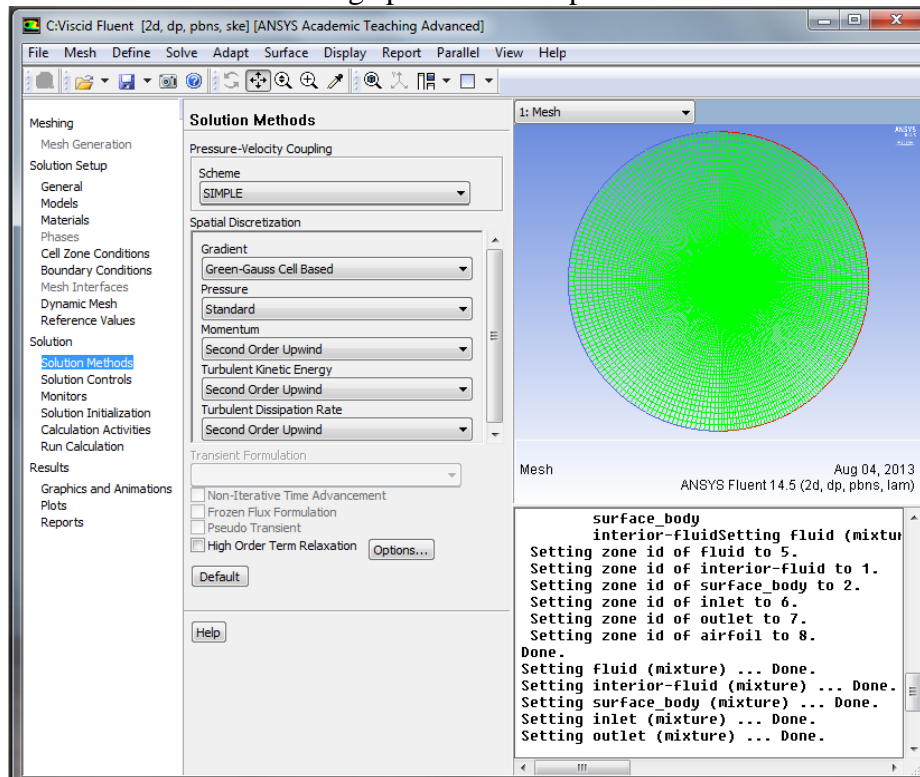 C:Viscid Fluent [2d, dp, pbns, ske] [ANSYS Academic Teaching Advanced]
File Mesh Define Solve Adapt Surface Display Report Parallel View Help
Meshing
Mesh Generation
Solution Setup
General
Models
Materials
Phases
Cell Zone Conditions
Boundary Conditions
Mesh Interfaces
Dynamic Mesh
Reference Values
Solution
Solution Methods
Solution Controls
Monitors
Solution Initialization
Calculation Activities
Run Calculation
Results
Graphics and Animations
Plots
Reports
Solution Methods
Pressure-Velocity Coupling
Scheme
SIMPLE
Spatial Discretization
Gradient
Green-Gauss Cell Based
Pressure
Standard
Momentum
Second Order Upwind
Turbulent Kinetic Energy
Second Order Upwind
Turbulent Dissipation Rate
Second Order Upwind
Transient Formulation
Non-Iterative Time Advancement
Frozen Flux Formulation
Pseudo Transient
High Order Term Relaxation Options...
Default
Help
1: Mesh
ANSYS
Mesh Aug 04, 2013
ANSYS Fluent 14.5 (2d, dp, pbns, lam)
surface_body
interior-fluidSetting fluid (mixtur
Setting zone id of fluid to 5.
Setting zone id of interior-fluid to 1.
Setting zone id of surface_body to 2.
Setting zone id of inlet to 6.
Setting zone id of outlet to 7.
Setting zone id of airfoil to 8.
Done.
Setting fluid (mixture) ... Done.
Setting interior-fluid (mixture) ... Done.
Setting surface_body (mixture) ... Done.
Setting inlet (mixture) ... Done.
Setting outlet (mixture) ... Done.